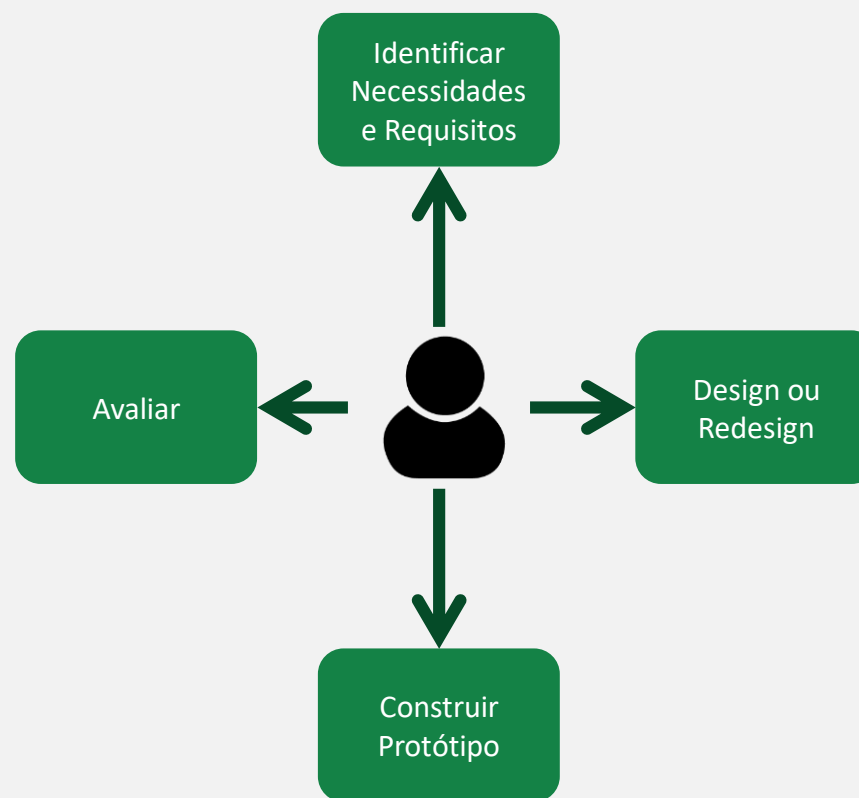 Identificar
Necessidades
e Requisitos
Avaliar
Design ou
Redesign
Construir
Protótipo